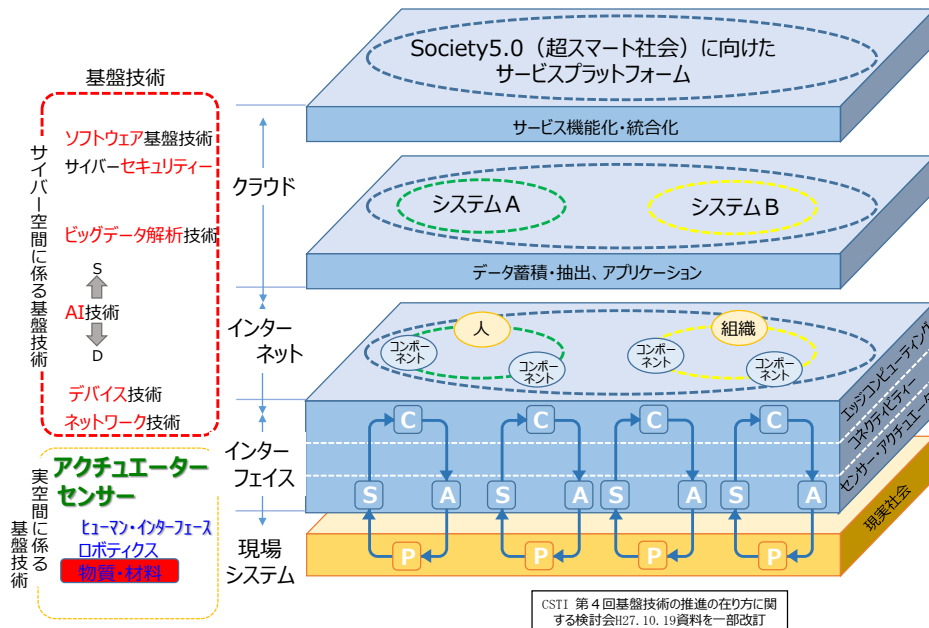 Society5.0（超スマート社会）に向けた
サービスプラットフォーム
サービス機能化・統合化
システムA
システムB
データ蓄積・抽出、アプリケーション
人
組織
コンポー
ネント
コンポー
ネント
コンポー
ネント
コンポー
ネント
エッジコンピューティング
コネクティビティー
センサー・アクチュエータ
C
C
C
C
S
A
S
A
S
A
S
A
P
P
P
P
現実社会
クラウド
インター
ネット
インター
フェイス
現場
システム
基盤技術
サイバー空間に係る基盤技術
ソフトウェア基盤技術
サイバーセキュリティー
ビッグデータ解析技術
S
AI技術
D
デバイス技術
ネットワーク技術
実空間に係る
基盤技術
アクチュエーター
センサー
ヒューマン・インターフェース
ロボティクス
物質・材料
CSTI 第４回基盤技術の推進の在り方に関
する検討会H27.10.19資料を一部改訂